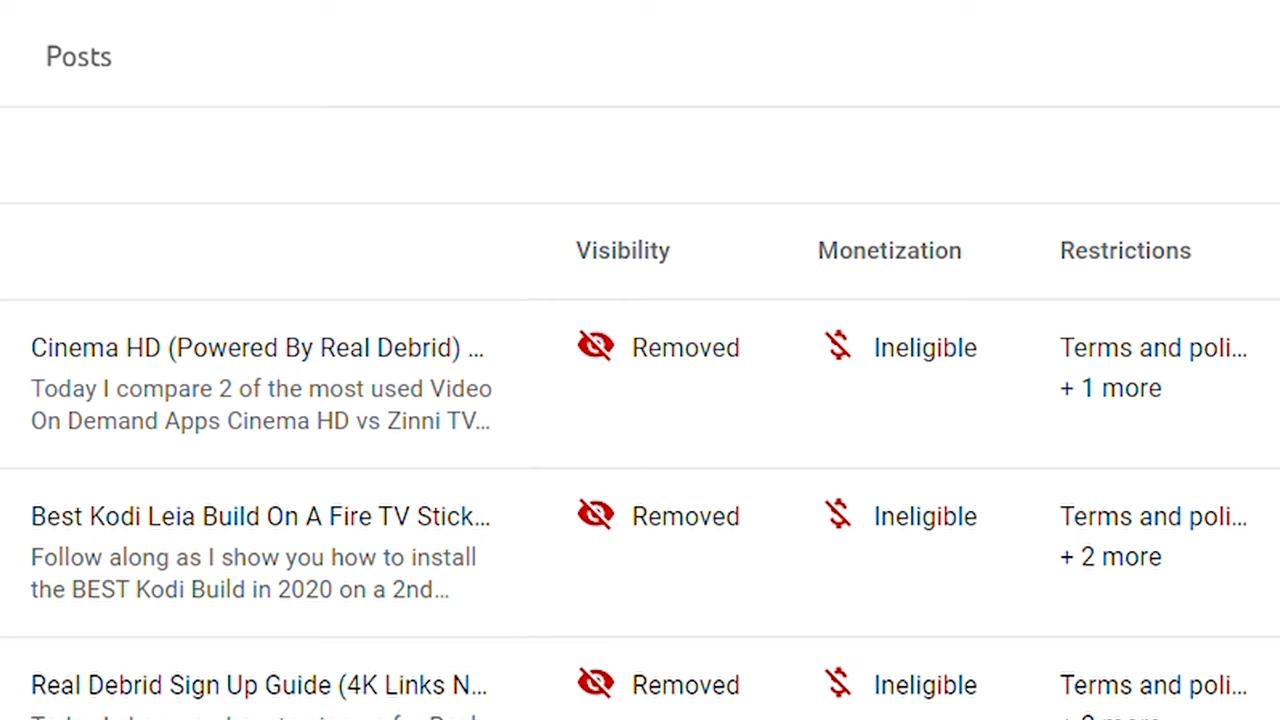 Posts
Visibility Monetization Restrictions
Cinema HD (Powered By Real Debrid) ... Removed Ineligible Terms and poli...
+ 1 more
Today I compare 2 of the most used Video
On Demand Apps Cinema HD vs Zinni TV...
Best Kodi Leia Build On A Fire TV Stick... Removed Ineligible Terms and poli...
+ 2 more
Follow along as I show you how to install
the BEST Kodi Build in 2020 on a 2nd...
Real Debrid Sign Up Guide (4K Links N... Removed Ineligible Terms and poli...